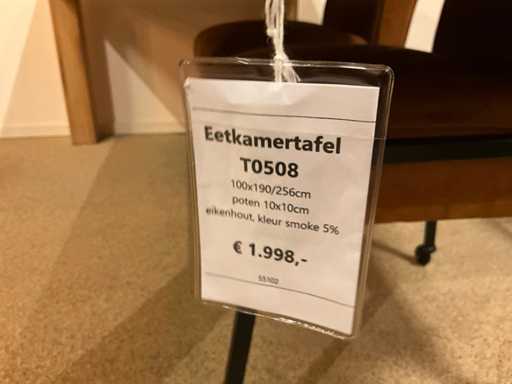 Eetkamertafel
T0508
100x190/256cm
poten 10x10cm
eikenhout, kleur smoke 5%
€ 1.998,-
55102